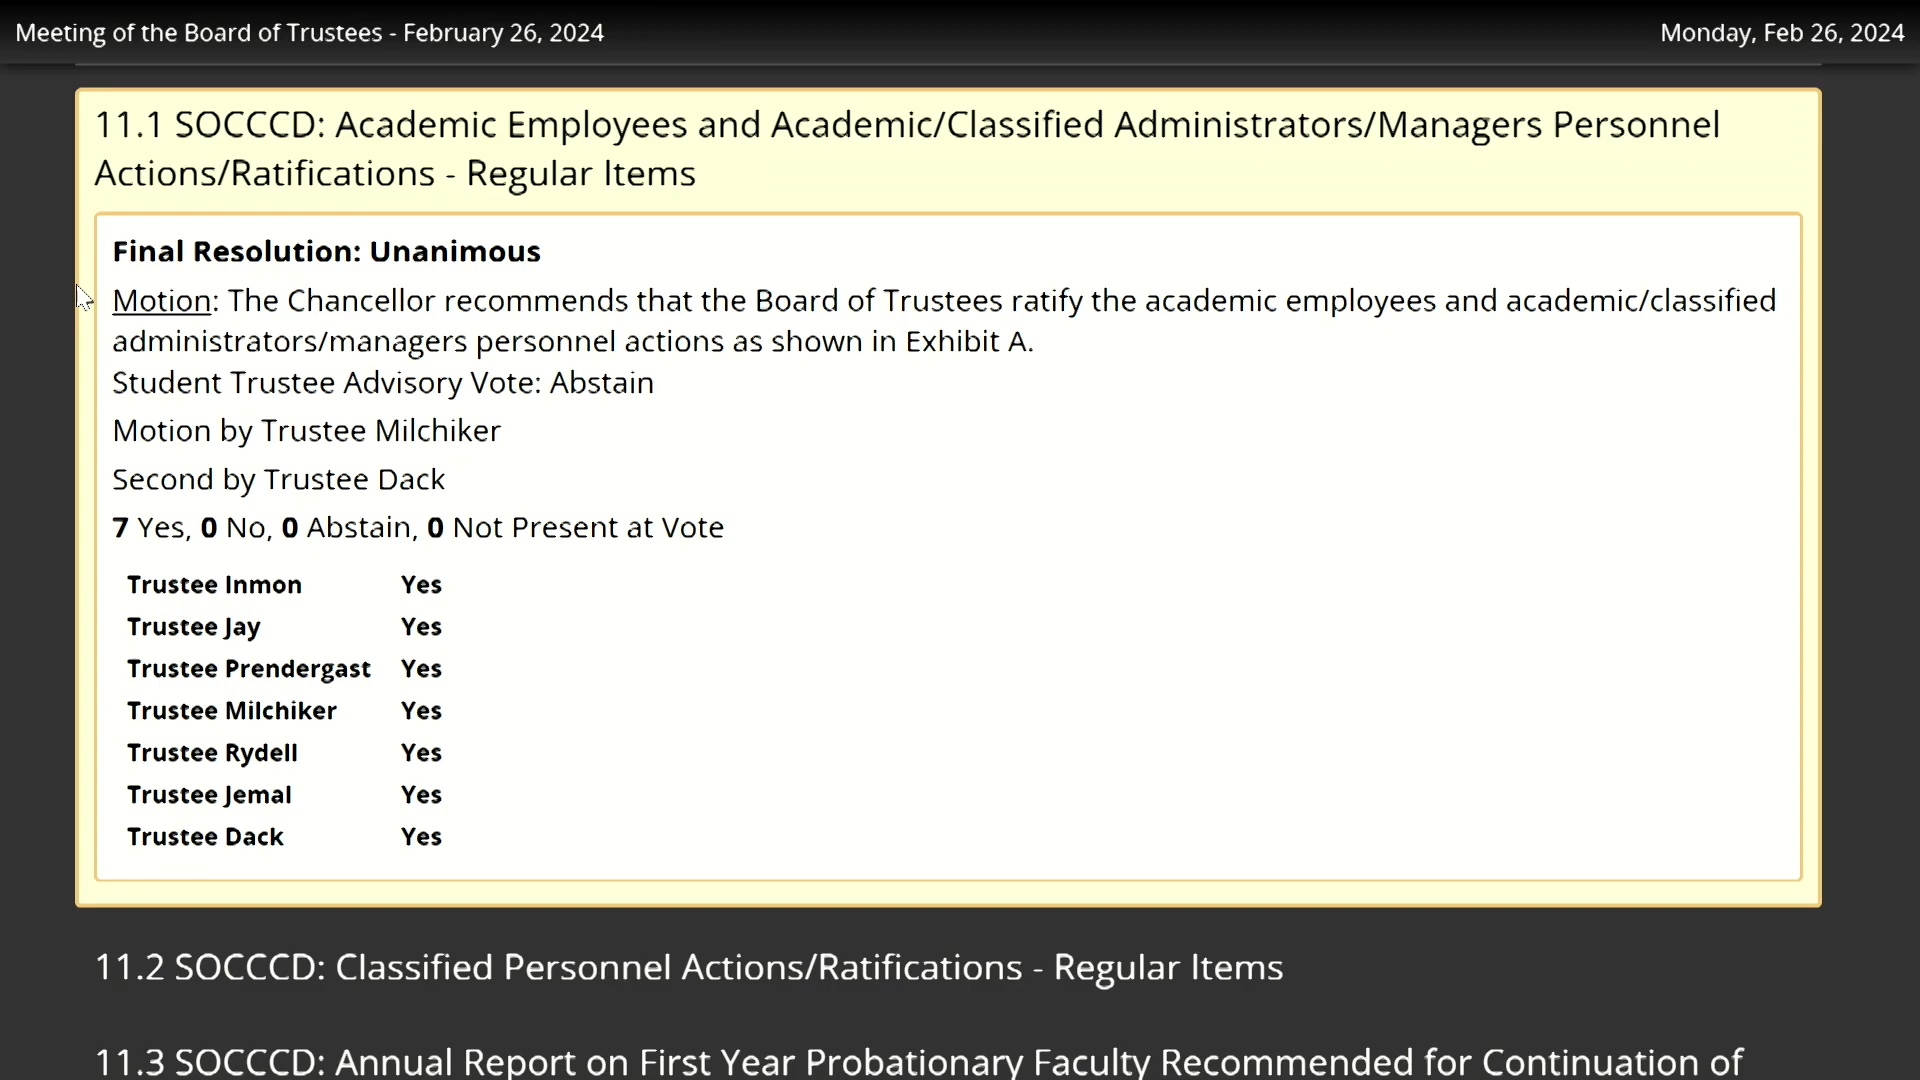 Meeting of the Board of Trustees - February 26, 2024
Monday, Feb 26, 2024
11.1 SOCCCD: Academic Employees and Academic/Classified Administrators/Managers Personnel
Actions/Ratifications - Regular Items
Final Resolution: Unanimous
Motion: The Chancellor recommends that the Board of Trustees ratify the academic employees and academic/classified
administrators/managers personnel actions as shown in Exhibit A.
Student Trustee Advisory Vote: Abstain
Motion by Trustee Milchiker
Second by Trustee Dack
7 Yes, 0 No, 0 Abstain, 0 Not Present at Vote
Trustee Inmon Yes
Trustee Jay Yes
Trustee Prendergast Yes
Trustee Milchiker Yes
Trustee Rydell Yes
Trustee Jemal Yes
Trustee Dack Yes
11.2 SOCCCD: Classified Personnel Actions/Ratifications - Regular Items
11.3 SOCCCD: Annual Report on First Year Probationary Faculty Recommended for Continuation of